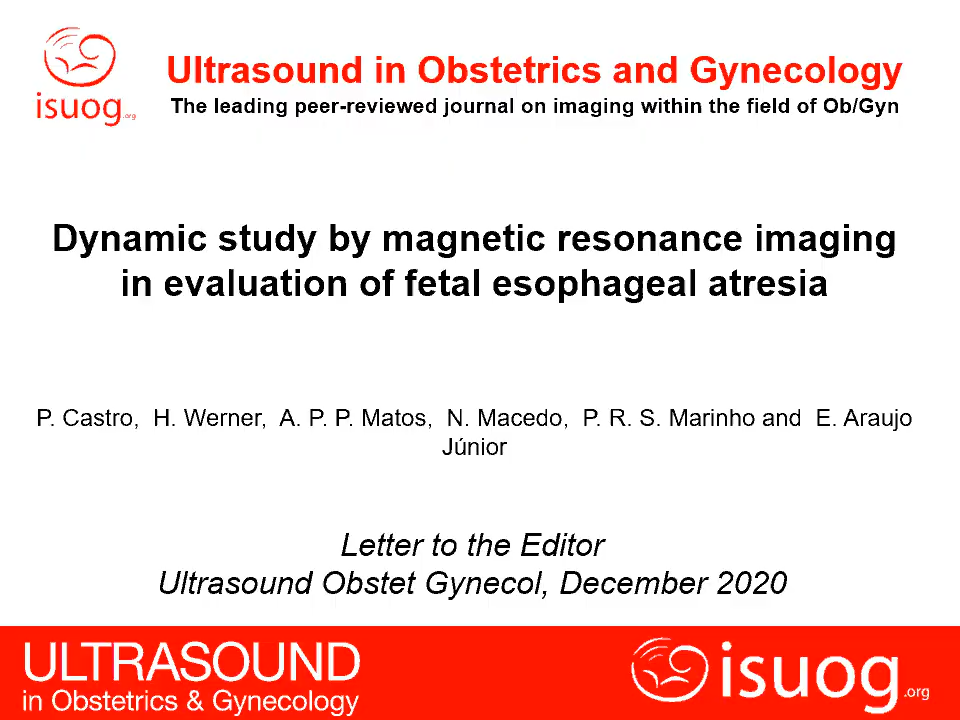 isuog.org
Ultrasound in Obstetrics and Gynecology
The leading peer-reviewed journal on imaging within the field of Ob/Gyn
Dynamic study by magnetic resonance imaging
in evaluation of fetal esophageal atresia
P. Castro, H. Werner, A. P. P. Matos, N. Macedo, P. R. S. Marinho and E. Araujo
Júnior
Letter to the Editor
Ultrasound Obstet Gynecol, December 2020
ULTRASOUND
in Obstetrics & Gynecology
isuog.org